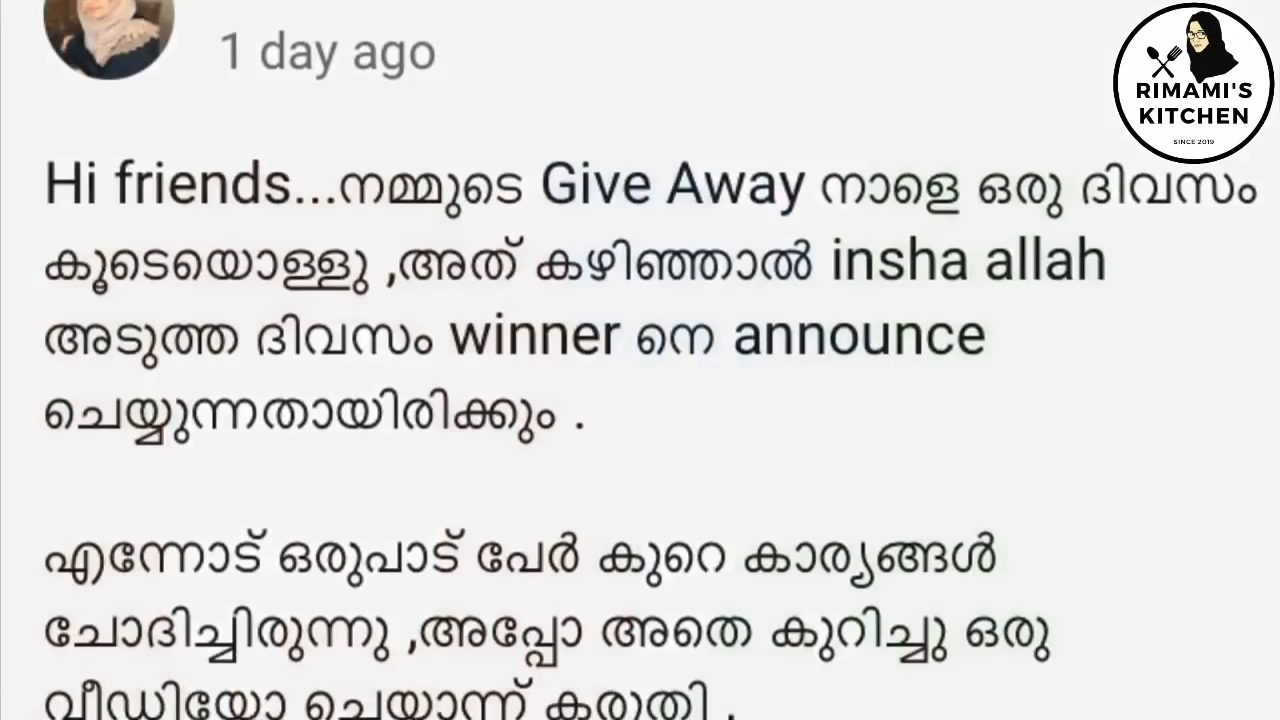 1 day ago
RIMAMI'S
KITCHEN
SINCE 2019
Hi friends...നമ്മുടെ Give Away നാളെ ഒരു ദിവസം
കൂടെയൊള്ളു ,അത് കഴിഞ്ഞാൽ insha allah
അടുത്ത ദിവസം winner നെ announce
ചെയ്യുന്നതായിരിക്കും .
എന്നോട് ഒരുപാട് പേർ കുറെ കാര്യങ്ങൾ
ചോദിച്ചിരുന്നു ,അപ്പോ അതെ കുറിച്ചു ഒരു
വീഡിയോ ചെയ്യാന്ന് കരുതി .